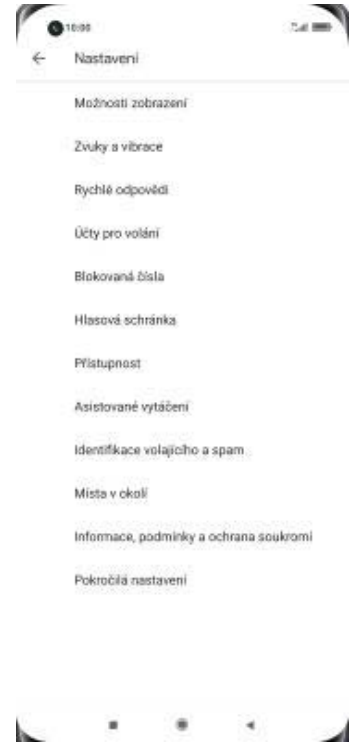 10:00
Nastavení
Možnosti zobrazení
Zvuky a vibrace
Rychlé odpovědi
Účty pro volání
Blokovaná čísla
Hlasová schránka
Přístupnost
Asistované vytáčení
Identifikace volajícího a spam
Místa v okolí
Informace, podmínky a ochrana soukromí
Pokročilá nastavení